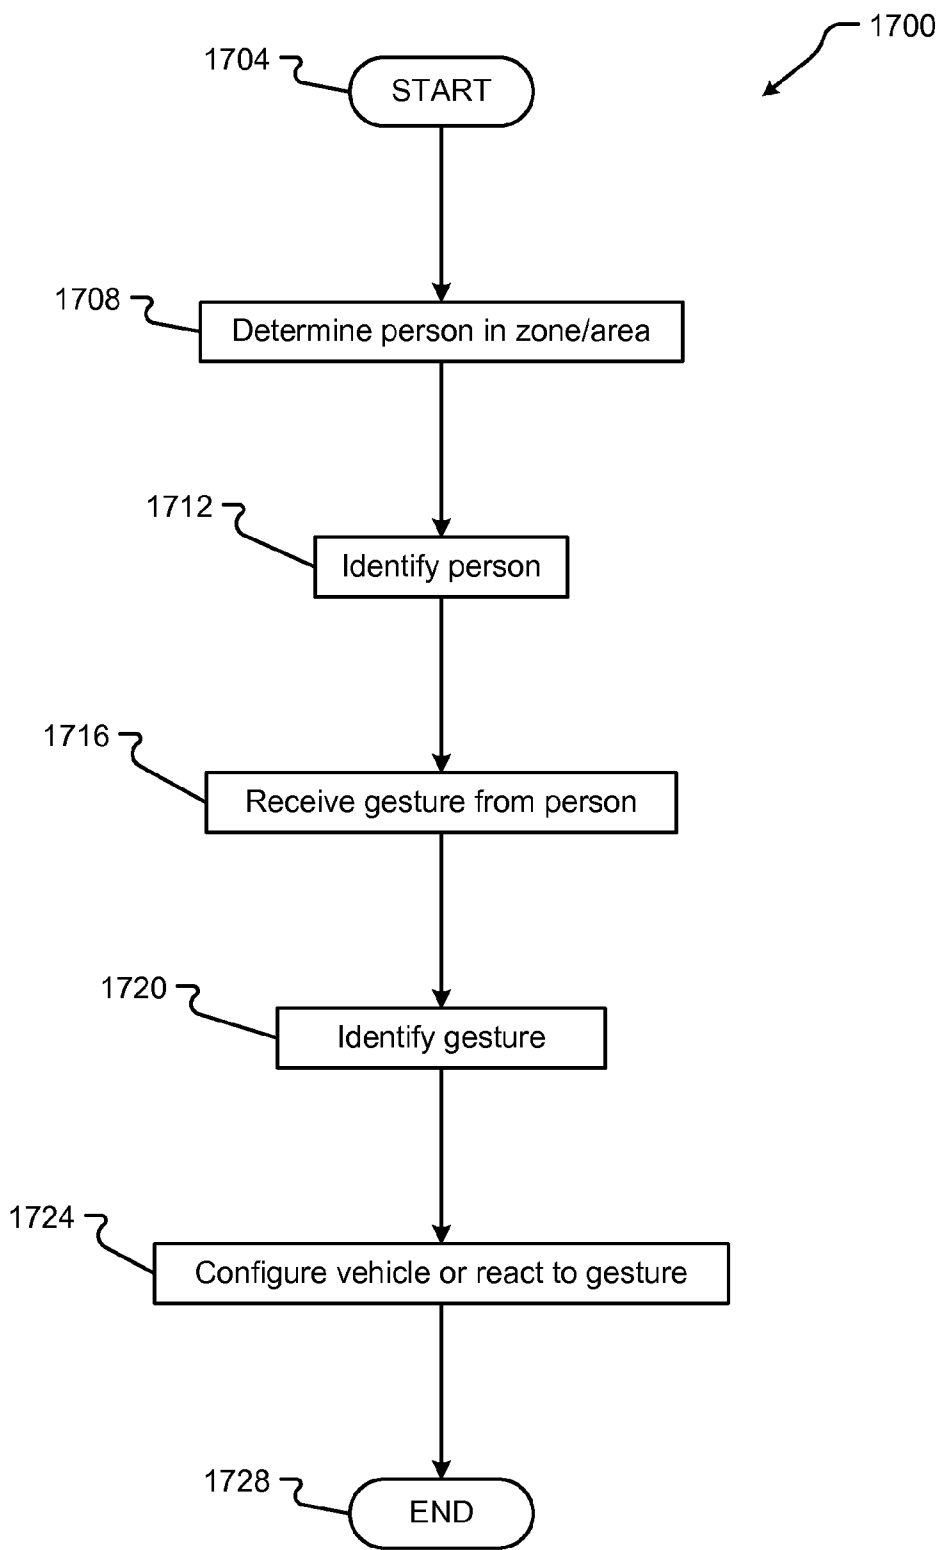 1700
1704
START
1708
Determine person in zone/area
1712
Identify person
1716
Receive gesture from person
1720
Identify gesture
1724
Configure vehicle or react to gesture
1728
END